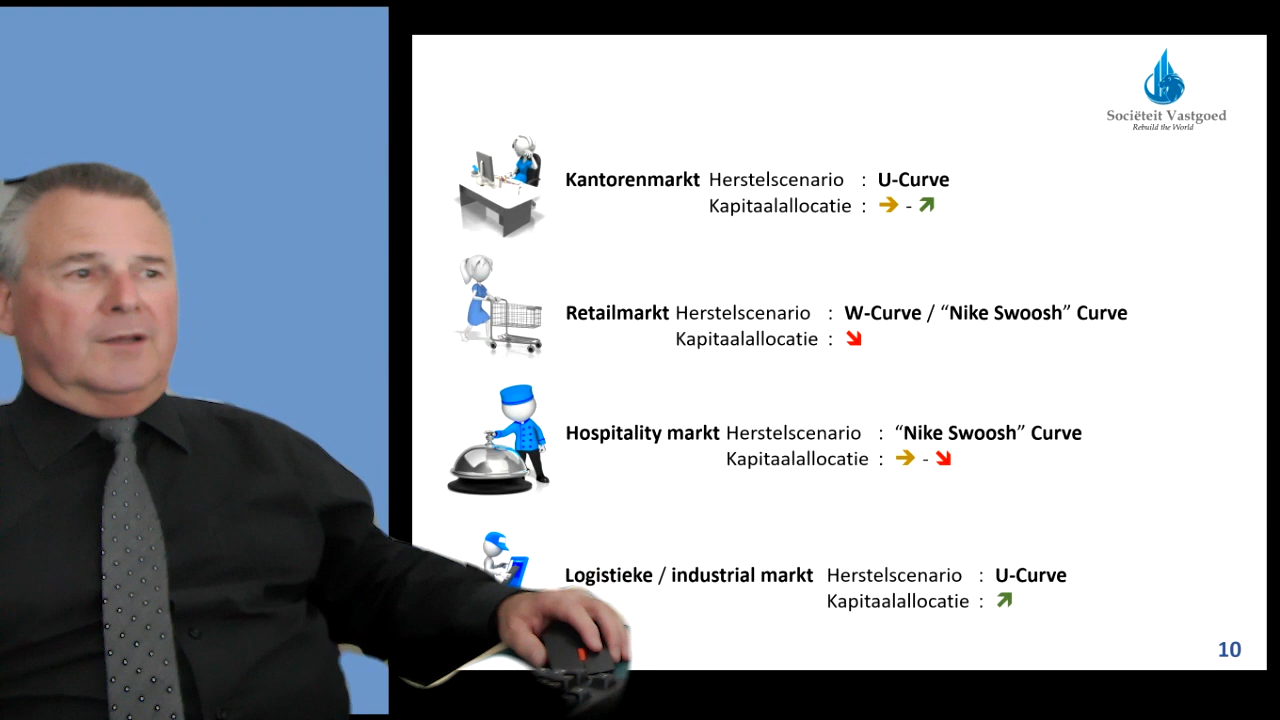 Sociëteit Vastgoed
Rebuild the World
Kantorenmarkt Herstelscenario : U-Curve
Kapitaalallocatie : ➔ - ↗
Retailmarkt Herstelscenario : W-Curve / “Nike Swoosh” Curve
Kapitaalallocatie : ↘
Hospitality markt Herstelscenario : “Nike Swoosh” Curve
Kapitaalallocatie : ➔ - ↘
Logistieke / industrial markt Herstelscenario : U-Curve
Kapitaalallocatie : ↗
10